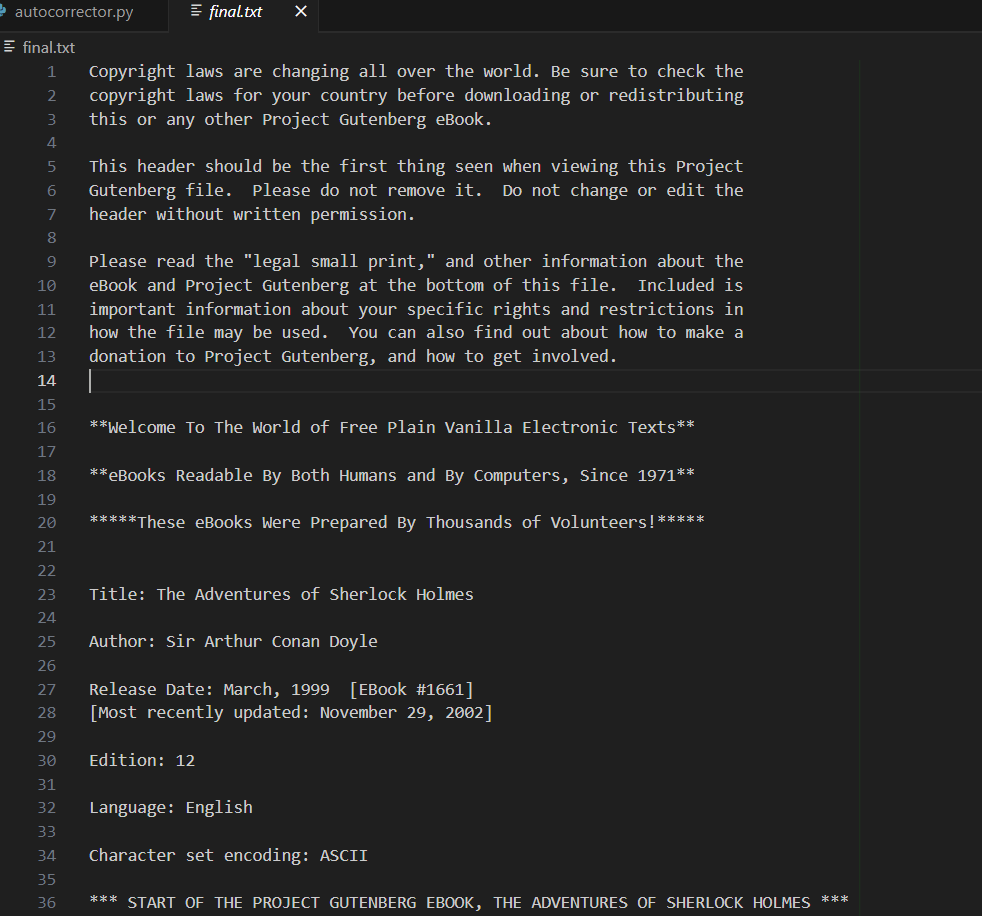 autocorrector.py
final.txt
final.txt
1 Copyright laws are changing all over the world. Be sure to check the
2 copyright laws for your country before downloading or redistributing
3 this or any other Project Gutenberg eBook.
4
5 This header should be the first thing seen when viewing this Project
6 Gutenberg file.  Please do not remove it.  Do not change or edit the
7 header without written permission.
8
9 Please read the "legal small print," and other information about the
10 eBook and Project Gutenberg at the bottom of this file.  Included is
11 important information about your specific rights and restrictions in
12 how the file may be used.  You can also find out about how to make a
13 donation to Project Gutenberg, and how to get involved.
14
15
16 **Welcome To The World of Free Plain Vanilla Electronic Texts**
17
18 **eBooks Readable By Both Humans and By Computers, Since 1971**
19
20 *****These eBooks Were Prepared By Thousands of Volunteers!*****
21
22
23 Title: The Adventures of Sherlock Holmes
24
25 Author: Sir Arthur Conan Doyle
26
27 Release Date: March, 1999  [EBook #1661]
28 [Most recently updated: November 29, 2002]
29
30 Edition: 12
31
32 Language: English
33
34 Character set encoding: ASCII
35
36 *** START OF THE PROJECT GUTENBERG EBOOK, THE ADVENTURES OF SHERLOCK HOLMES ***